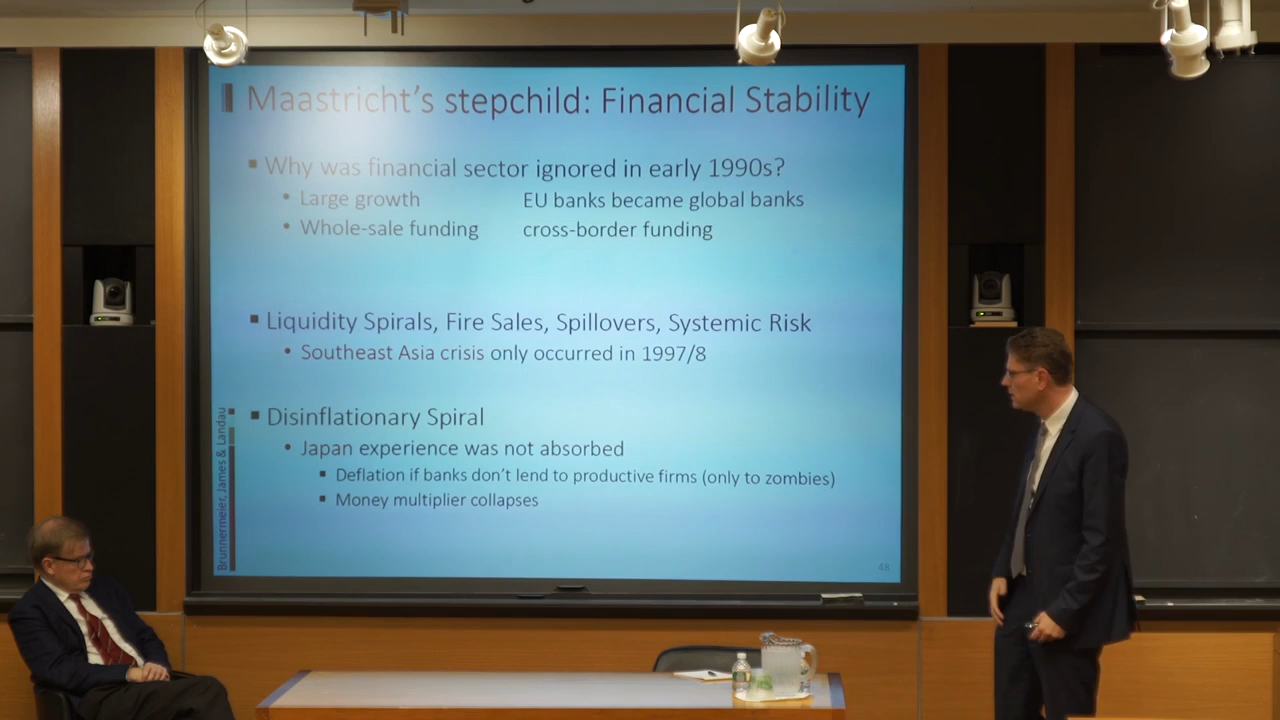 Maastricht's stepchild: Financial Stability
Why was financial sector ignored in early 1990s?
Large growth EU banks became global banks
Whole-sale funding cross-border funding
Liquidity Spirals, Fire Sales, Spillovers, Systemic Risk
Southeast Asia crisis only occurred in 1997/8
Disinflationary Spiral
Japan experience was not absorbed
Deflation if banks don't lend to productive firms (only to zombies)
Money multiplier collapses
Brunnermeier, James & Landau
48